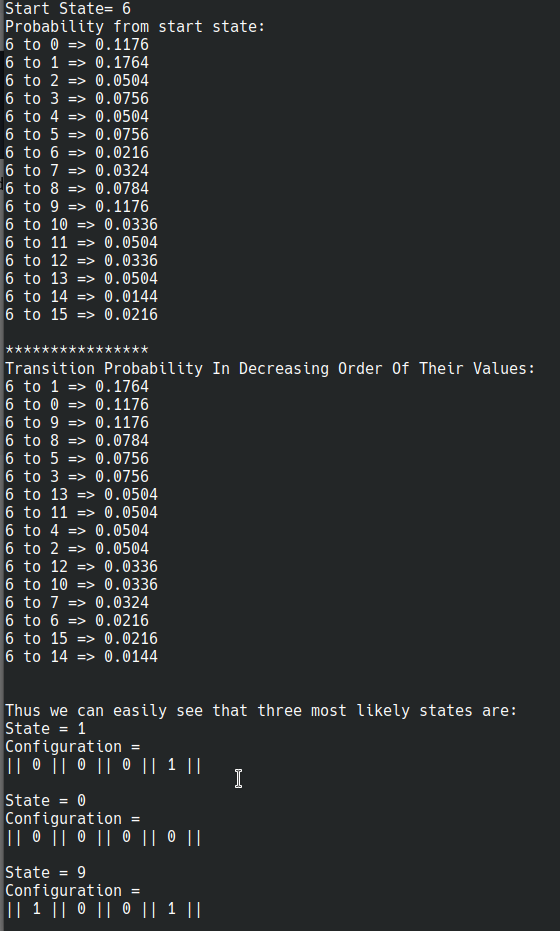 Start State= 6
Probability from start state:
6 to 0 => 0.1176
6 to 1 => 0.1764
6 to 2 => 0.0504
6 to 3 => 0.0756
6 to 4 => 0.0504
6 to 5 => 0.0756
6 to 6 => 0.0216
6 to 7 => 0.0324
6 to 8 => 0.0784
6 to 9 => 0.1176
6 to 10 => 0.0336
6 to 11 => 0.0504
6 to 12 => 0.0336
6 to 13 => 0.0504
6 to 14 => 0.0144
6 to 15 => 0.0216
****************
Transition Probability In Decreasing Order Of Their Values:
6 to 1 => 0.1764
6 to 0 => 0.1176
6 to 9 => 0.1176
6 to 8 => 0.0784
6 to 5 => 0.0756
6 to 3 => 0.0756
6 to 13 => 0.0504
6 to 11 => 0.0504
6 to 4 => 0.0504
6 to 2 => 0.0504
6 to 12 => 0.0336
6 to 10 => 0.0336
6 to 7 => 0.0324
6 to 6 => 0.0216
6 to 15 => 0.0216
6 to 14 => 0.0144
Thus we can easily see that three most likely states are:
State = 1
Configuration =
|| 0 || 0 || 0 || 1 ||
State = 0
Configuration =
|| 0 || 0 || 0 || 0 ||
State = 9
Configuration =
|| 1 || 0 || 0 || 1 ||